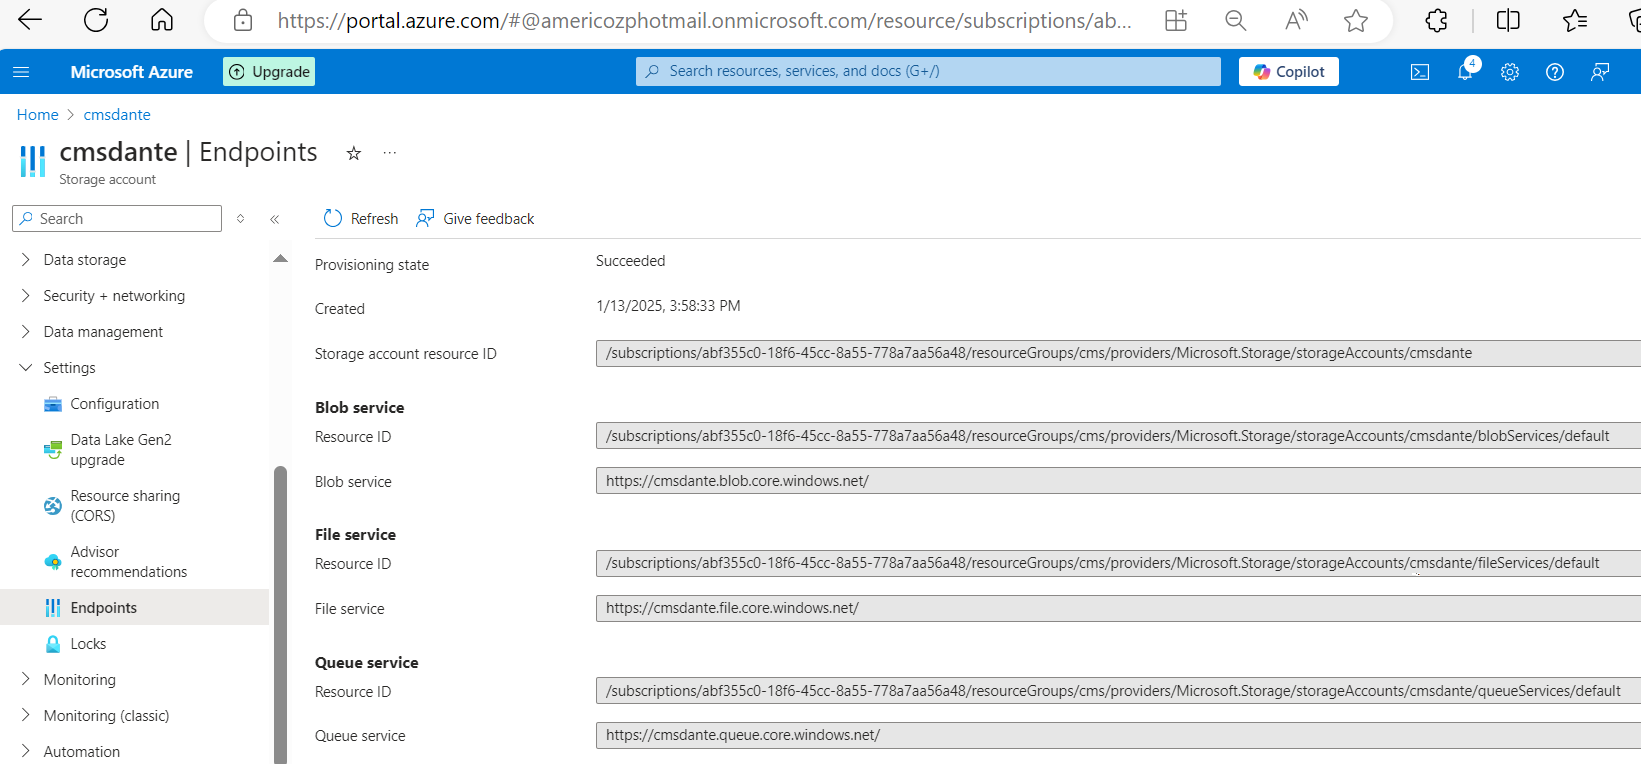 https://portal.azure.com/#@americozphotmail.onmicrosoft.com/resource/subscriptions/ab...
Microsoft Azure
Upgrade
Search resources, services, and docs (G+/)
Copilot
4
Home > cmsdante
cmsdante | Endpoints
Storage account
Search
Refresh
Give feedback
Data storage
Security + networking
Data management
Settings
Configuration
Data Lake Gen2
upgrade
Resource sharing
(CORS)
Advisor
recommendations
Endpoints
Locks
Monitoring
Monitoring (classic)
Automation
Provisioning state
Succeeded
Created
1/13/2025, 3:58:33 PM
Storage account resource ID
/subscriptions/abf355c0-18f6-45cc-8a55-778a7aa56a48/resourceGroups/cms/providers/Microsoft.Storage/storageAccounts/cmsdante
Blob service
Resource ID
/subscriptions/abf355c0-18f6-45cc-8a55-778a7aa56a48/resourceGroups/cms/providers/Microsoft.Storage/storageAccounts/cmsdante/blobServices/default
Blob service
https://cmsdante.blob.core.windows.net/
File service
Resource ID
/subscriptions/abf355c0-18f6-45cc-8a55-778a7aa56a48/resourceGroups/cms/providers/Microsoft.Storage/storageAccounts/cmsdante/fileServices/default
File service
https://cmsdante.file.core.windows.net/
Queue service
Resource ID
/subscriptions/abf355c0-18f6-45cc-8a55-778a7aa56a48/resourceGroups/cms/providers/Microsoft.Storage/storageAccounts/cmsdante/queueServices/default
Queue service
https://cmsdante.queue.core.windows.net/